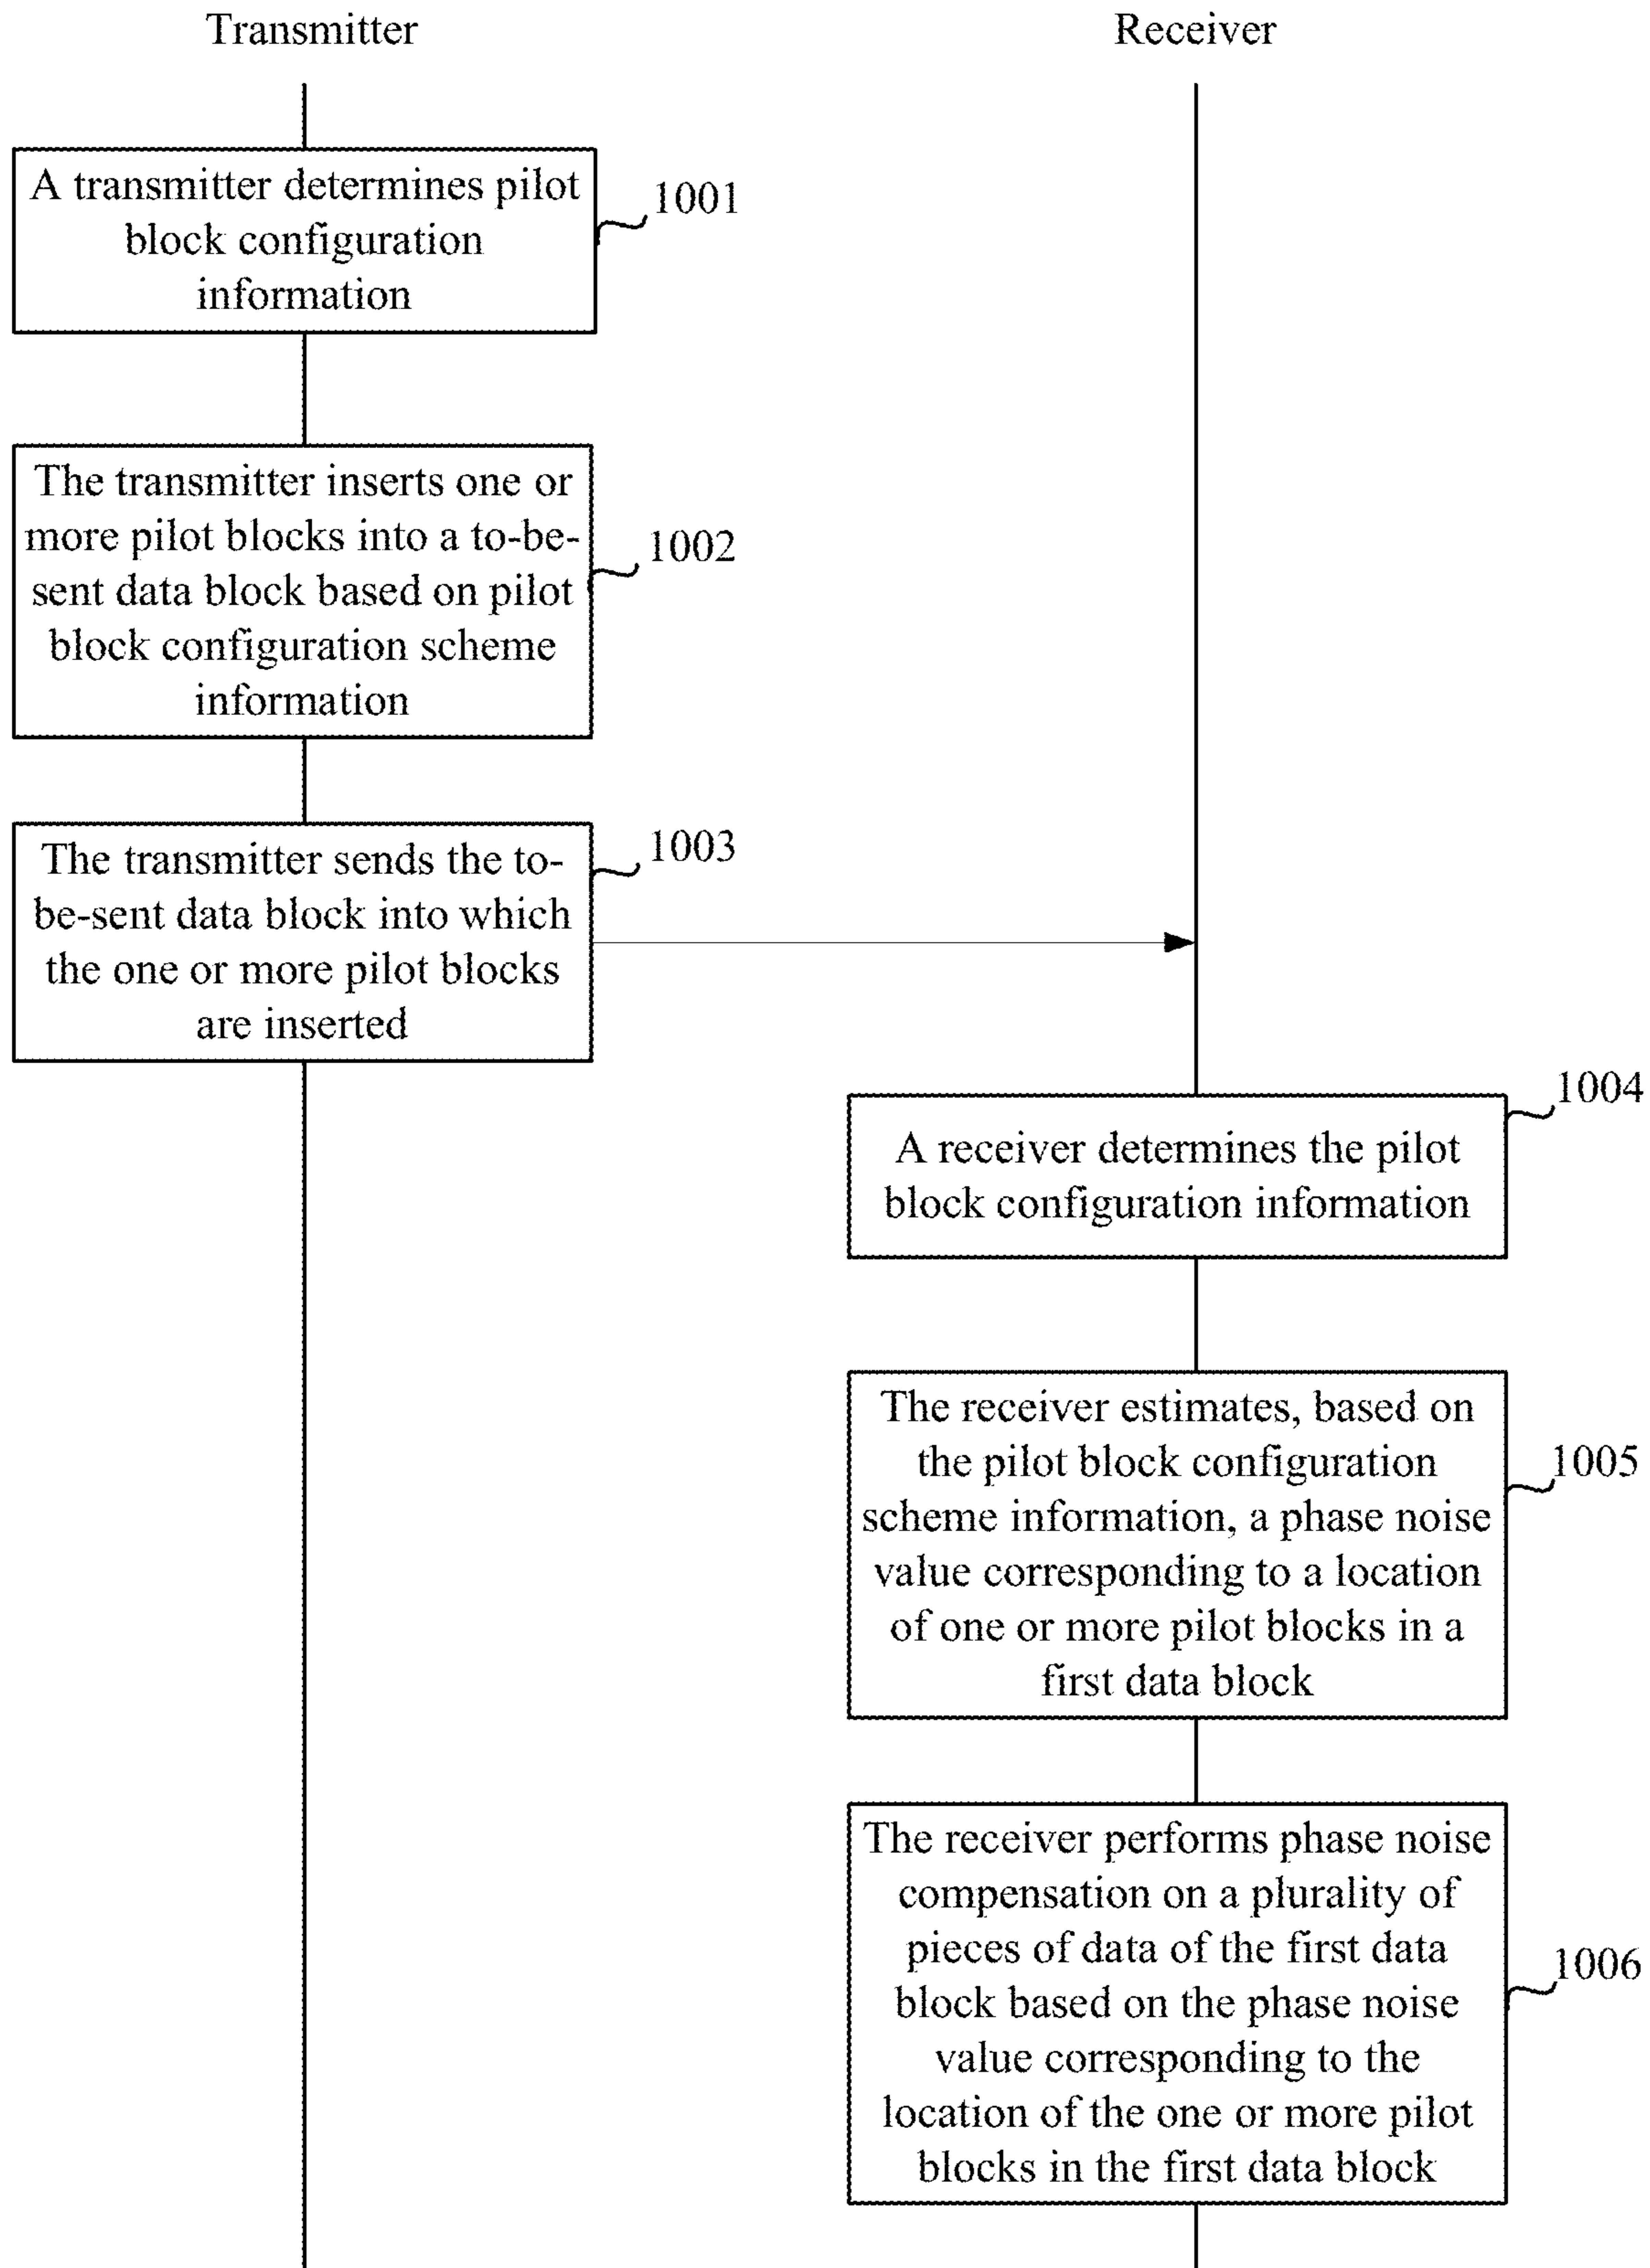 Transmitter
Receiver
A transmitter determines pilot
block configuration
information
1001
The transmitter inserts one or
more pilot blocks into a to-be-
sent data block based on pilot
block configuration scheme
information
1002
The transmitter sends the to-
be-sent data block into which
the one or more pilot blocks
are inserted
1003
A receiver determines the pilot
block configuration information
1004
The receiver estimates, based on
the pilot block configuration
scheme information, a phase noise
value corresponding to a location
of one or more pilot blocks in a
first data block
1005
The receiver performs phase noise
compensation on a plurality of
pieces of data of the first data
block based on the phase noise
value corresponding to the
location of the one or more pilot
blocks in the first data block
1006